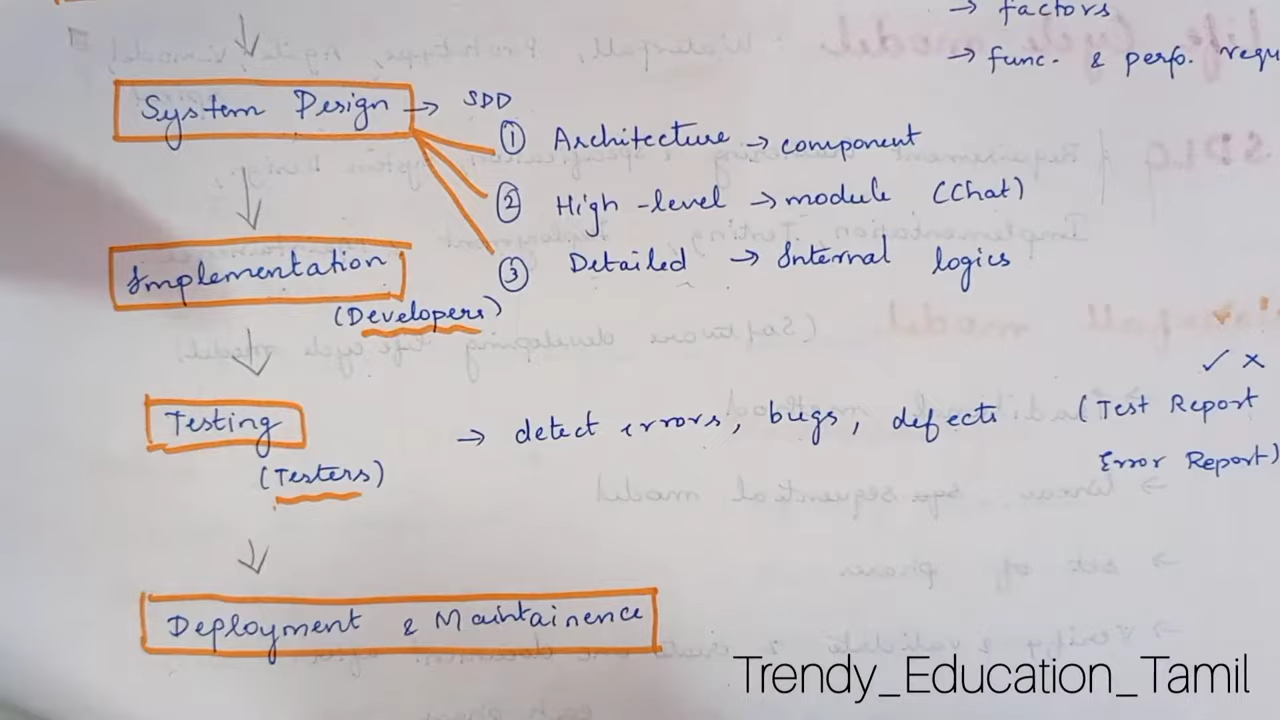 → factors
→ func. & perfo. requ
System Design → SDD
① Architecture → component
② High-level → module (Chat)
③ Detailed → Internal logics
Implementation
(Developers)
✓ ×
Testing → detect errors, bugs, defects (Test Report
Error Report)
(Testers)
Deployment & Maintainence
Trendy_Education_Tamil